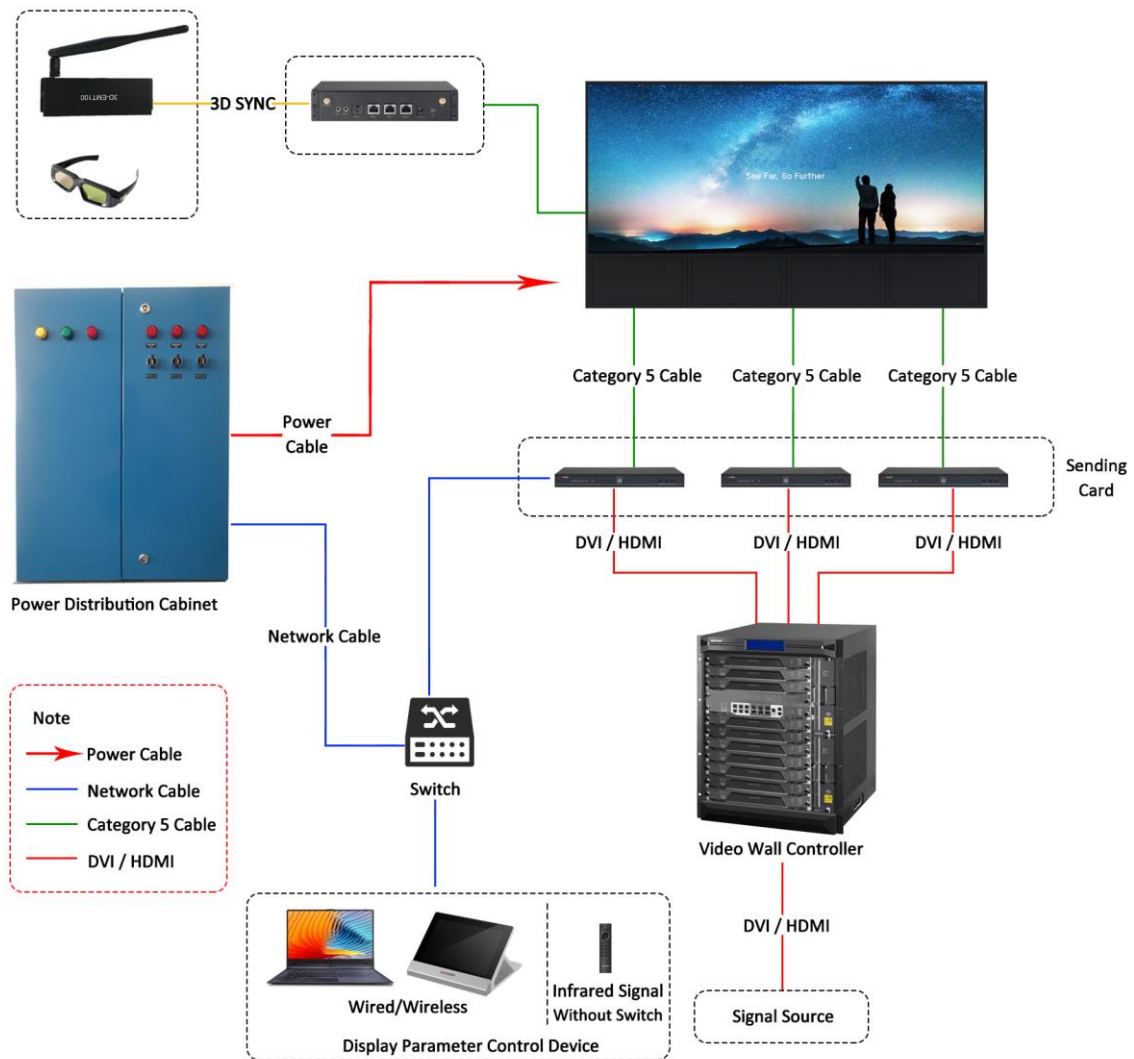 3D-EMT100
3D SYNC
See Far, Go Further
Category 5 Cable
Category 5 Cable
Category 5 Cable
Power
Cable
Sending
Card
DVI / HDMI
DVI / HDMI
DVI / HDMI
Power Distribution Cabinet
Network Cable
Note
Power Cable
Network Cable
Category 5 Cable
DVI / HDMI
Switch
Video Wall Controller
DVI / HDMI
Wired/Wireless
Infrared Signal
Without Switch
Display Parameter Control Device
Signal Source